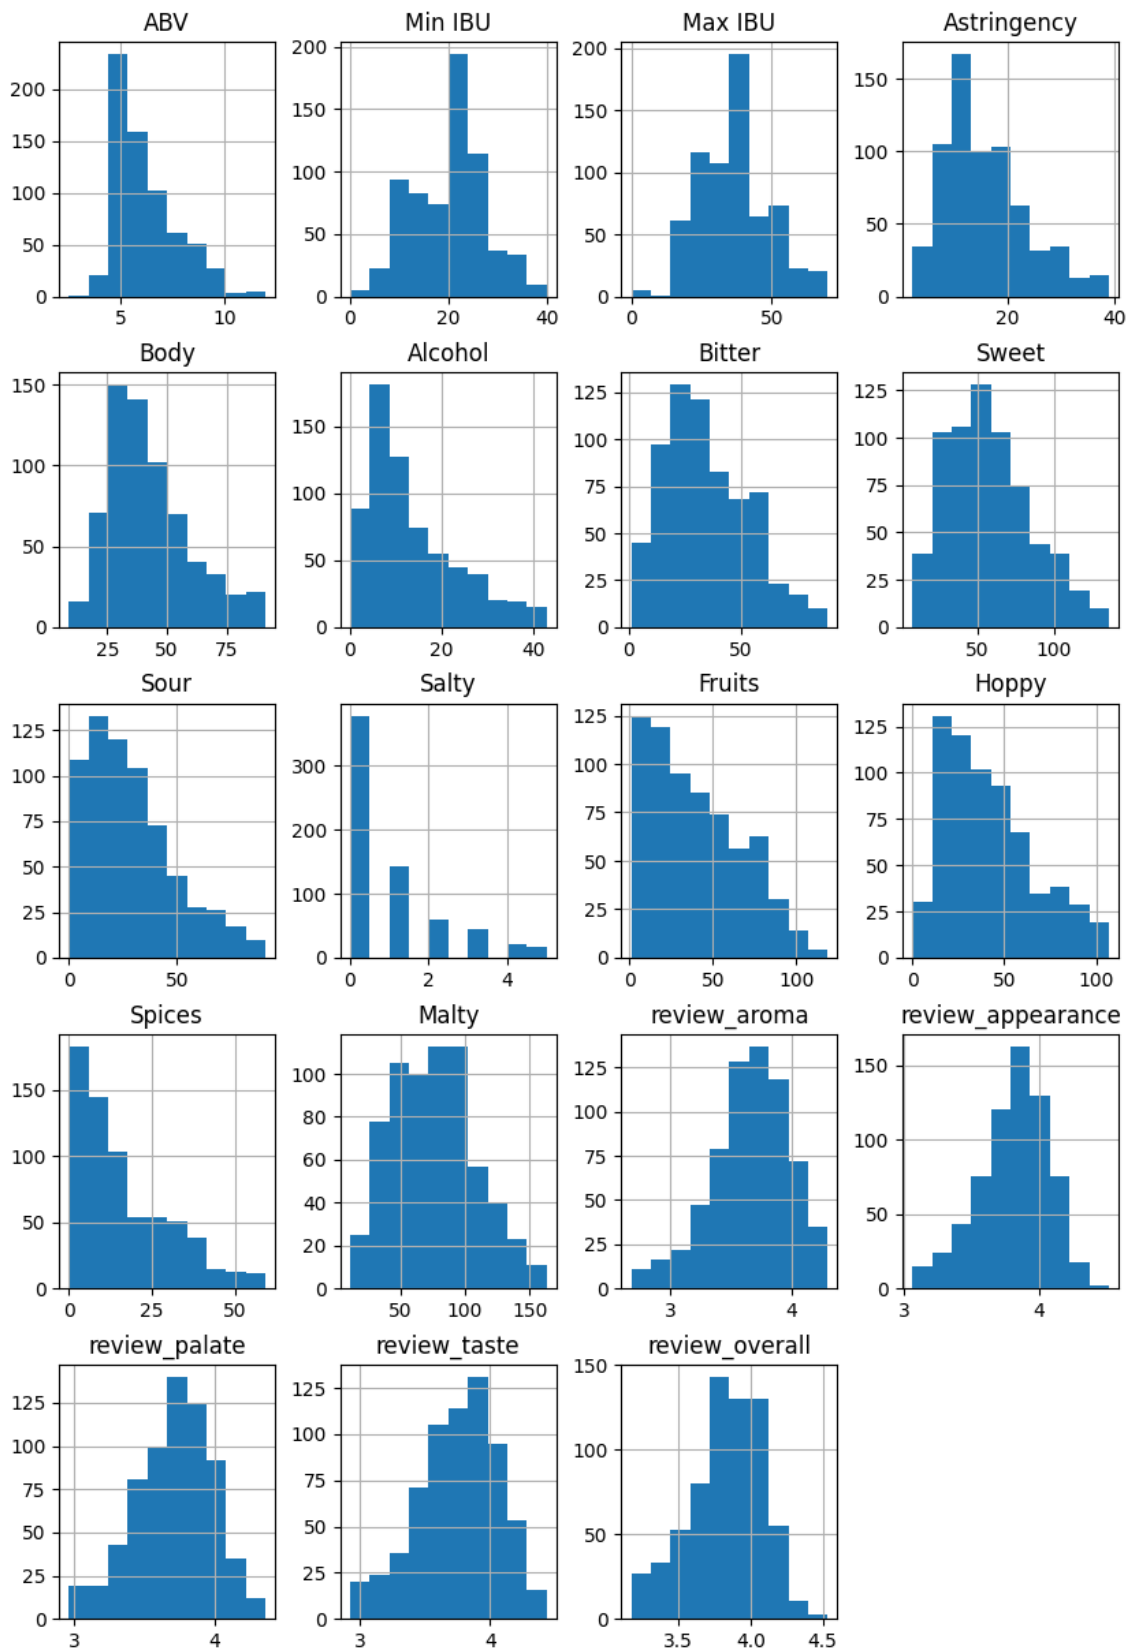 ABV Min IBU Max IBU Astringency
200 150 100 50 0
5 10
200 150 100 50 0
0 20 40
200 150 100 50 0
0 50
150 100 50 0
20 40
Body Alcohol Bitter Sweet
150 100 50 0
25 50 75
150 100 50 0
0 20 40
125 100 75 50 25 0
0 50
125 100 75 50 25 0
50 100
Sour Salty Fruits Hoppy
125 100 75 50 25 0
0 50
300 200 100 0
0 2 4
125 100 75 50 25 0
0 50 100
125 100 75 50 25 0
0 50 100
Spices Malty review_aroma review_appearance
150 100 50 0
0 25 50
100 80 60 40 20 0
50 100 150
125 100 75 50 25 0
3 4
150 100 50 0
3 4
review_palate review_taste review_overall
125 100 75 50 25 0
3 4
125 100 75 50 25 0
3 4
150 100 50 0
3.5 4.0 4.5